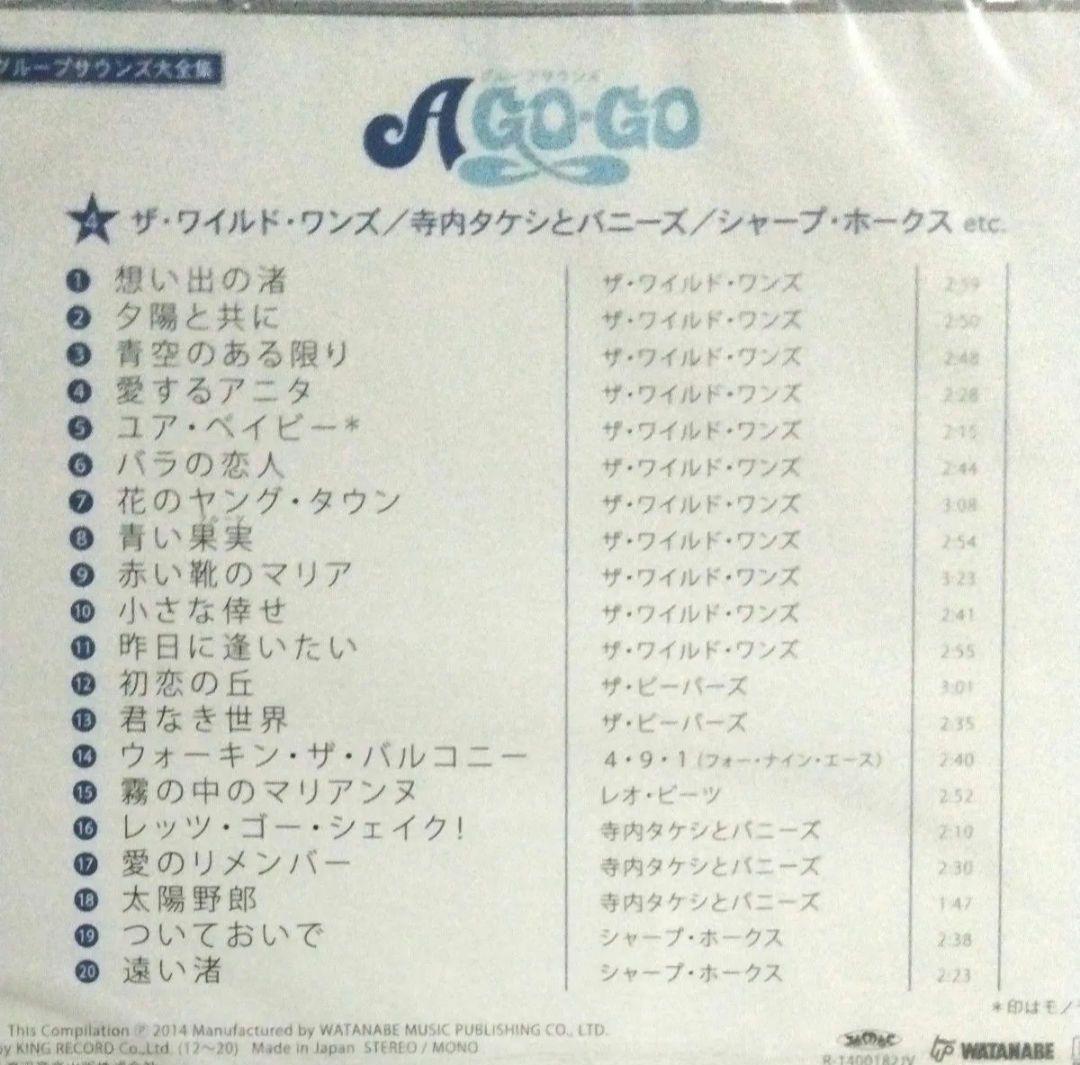 グループサウンズ大全集
グループサウンズ
A GO-GO
4 ザ・ワイルド・ワンズ／寺内タケシとバニーズ／シャープ・ホークス etc.
1 想い出の渚 ザ・ワイルド・ワンズ 2:59
2 夕陽と共に ザ・ワイルド・ワンズ 2:50
3 青空のある限り ザ・ワイルド・ワンズ 2:48
4 愛するアニタ ザ・ワイルド・ワンズ 2:28
5 ユア・ベイビー* ザ・ワイルド・ワンズ 2:15
6 バラの恋人 ザ・ワイルド・ワンズ 2:44
7 花のヤング・タウン ザ・ワイルド・ワンズ 3:08
8 青い果実 ザ・ワイルド・ワンズ 2:54
9 赤い靴のマリア ザ・ワイルド・ワンズ 3:23
10 小さな倖せ ザ・ワイルド・ワンズ 2:41
11 昨日に逢いたい ザ・ワイルド・ワンズ 2:55
12 初恋の丘 ザ・ビーバーズ 3:01
13 君なき世界 ザ・ビーバーズ 2:35
14 ウォーキン・ザ・バルコニー 4・9・1(フォー・ナイン・エース) 2:40
15 霧の中のマリアンヌ レオ・ビーツ 2:52
16 レッツ・ゴー・シェイク! 寺内タケシとバニーズ 2:10
17 愛のリメンバー 寺内タケシとバニーズ 2:30
18 太陽野郎 寺内タケシとバニーズ 1:47
19 ついておいで シャープ・ホークス 2:38
20 遠い渚 シャープ・ホークス 2:23
*印はモノ
This Compilation ℗ 2014 Manufactured by WATANABE MUSIC PUBLISHING CO., LTD.
by KING RECORD Co.,Ltd. (12～20) Made in Japan STEREO / MONO
R-1400182JV
WATANABE